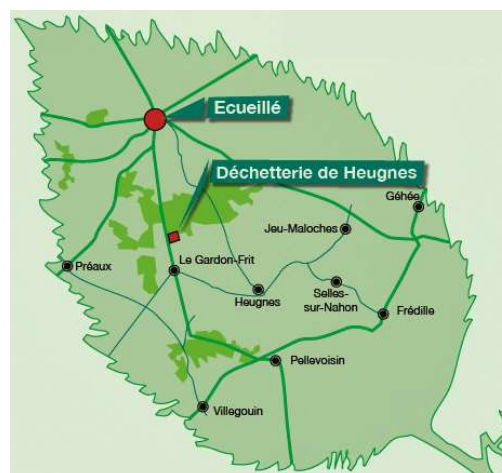 Ecueillé
Déchetterie de Heugnes
Géhée
Jeu-Maloches
Préaux
Le Gardon-Frit
Heugnes
Selles-
sur-Nahon
Frédille
Pellevoisin
Villegouin